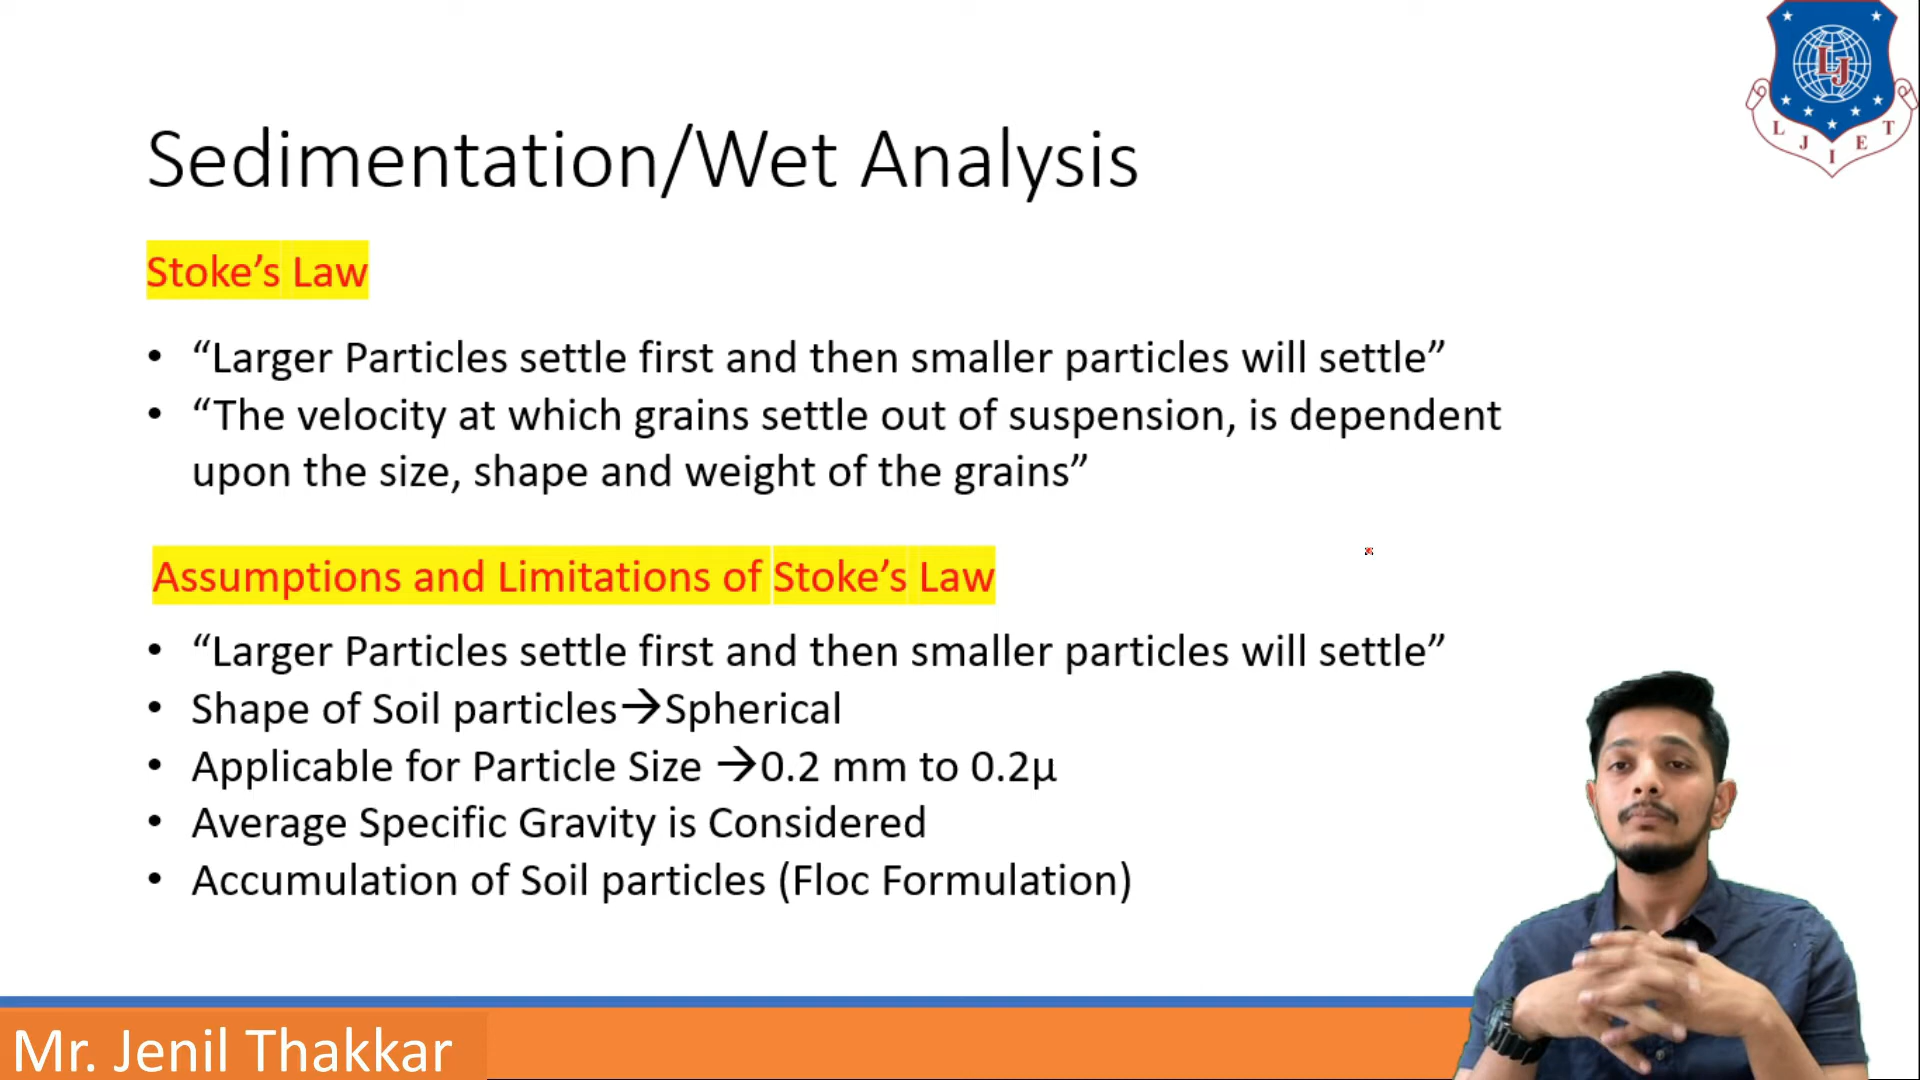 LJ
L J I E T
Sedimentation/Wet Analysis
Stoke’s Law
• “Larger Particles settle first and then smaller particles will settle”
• “The velocity at which grains settle out of suspension, is dependent
upon the size, shape and weight of the grains”
Assumptions and Limitations of Stoke’s Law
• “Larger Particles settle first and then smaller particles will settle”
• Shape of Soil particles→Spherical
• Applicable for Particle Size →0.2 mm to 0.2µ
• Average Specific Gravity is Considered
• Accumulation of Soil particles (Floc Formulation)
Mr. Jenil Thakkar